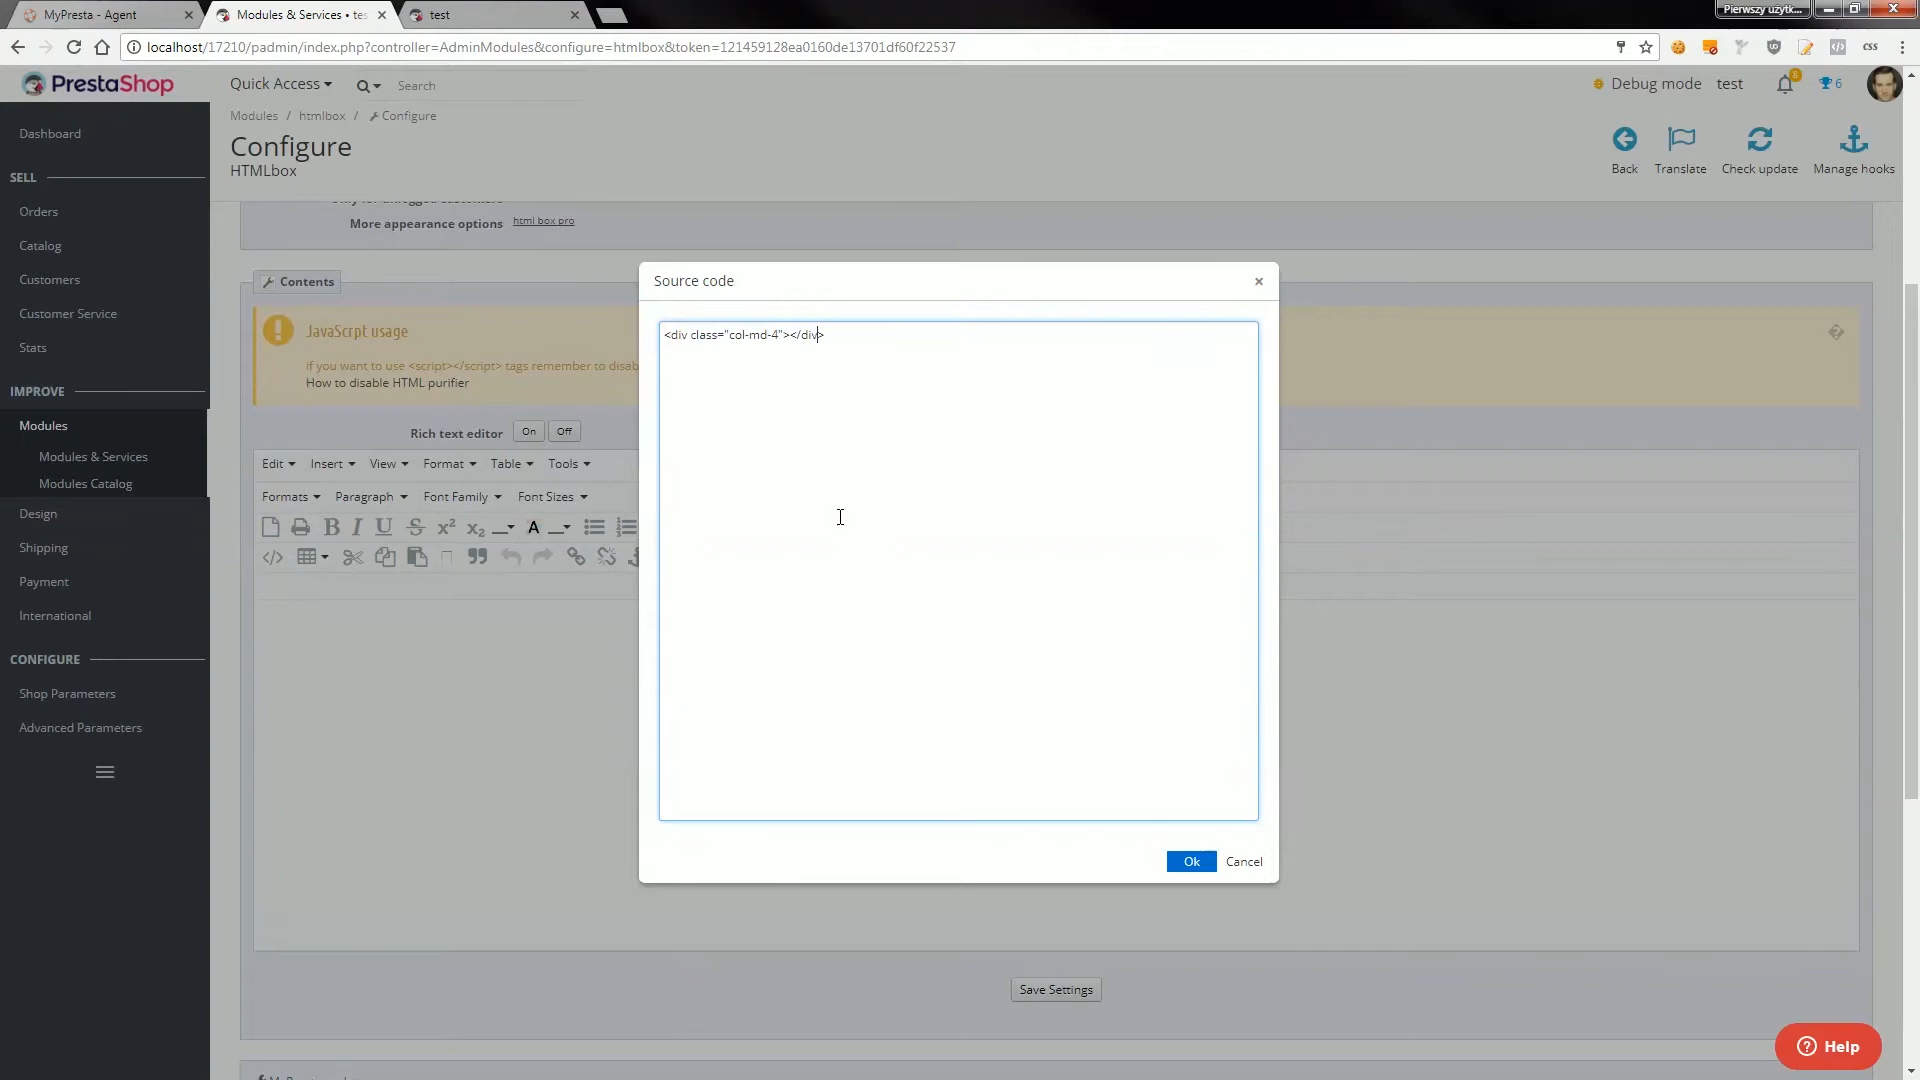 MyPresta - Agent
Modules & Services • tes
test
Pierwszy użytk...
localhost/17210/padmin/index.php?controller=AdminModules&configure=htmlbox&token=121459128ea0160de13701df60f22537
css
PrestaShop
Quick Access
Search
Debug mode
test
8
6
Modules / htmlbox / Configure
Configure
HTMLbox
Back
Translate
Check update
Manage hooks
Dashboard
SELL
Orders
Catalog
Customers
Customer Service
Stats
IMPROVE
Modules
Modules & Services
Modules Catalog
Design
Shipping
Payment
International
CONFIGURE
Shop Parameters
Advanced Parameters
More appearance options html box pro
Contents
JavaScrpt usage
if you want to use <script></script> tags remember to disab
How to disable HTML purifier
Rich text editor On Off
Edit Insert View Format Table Tools
Formats Paragraph Font Family Font Sizes
Source code
×
<div class="col-md-4"></div>
Ok
Cancel
Save Settings
Help